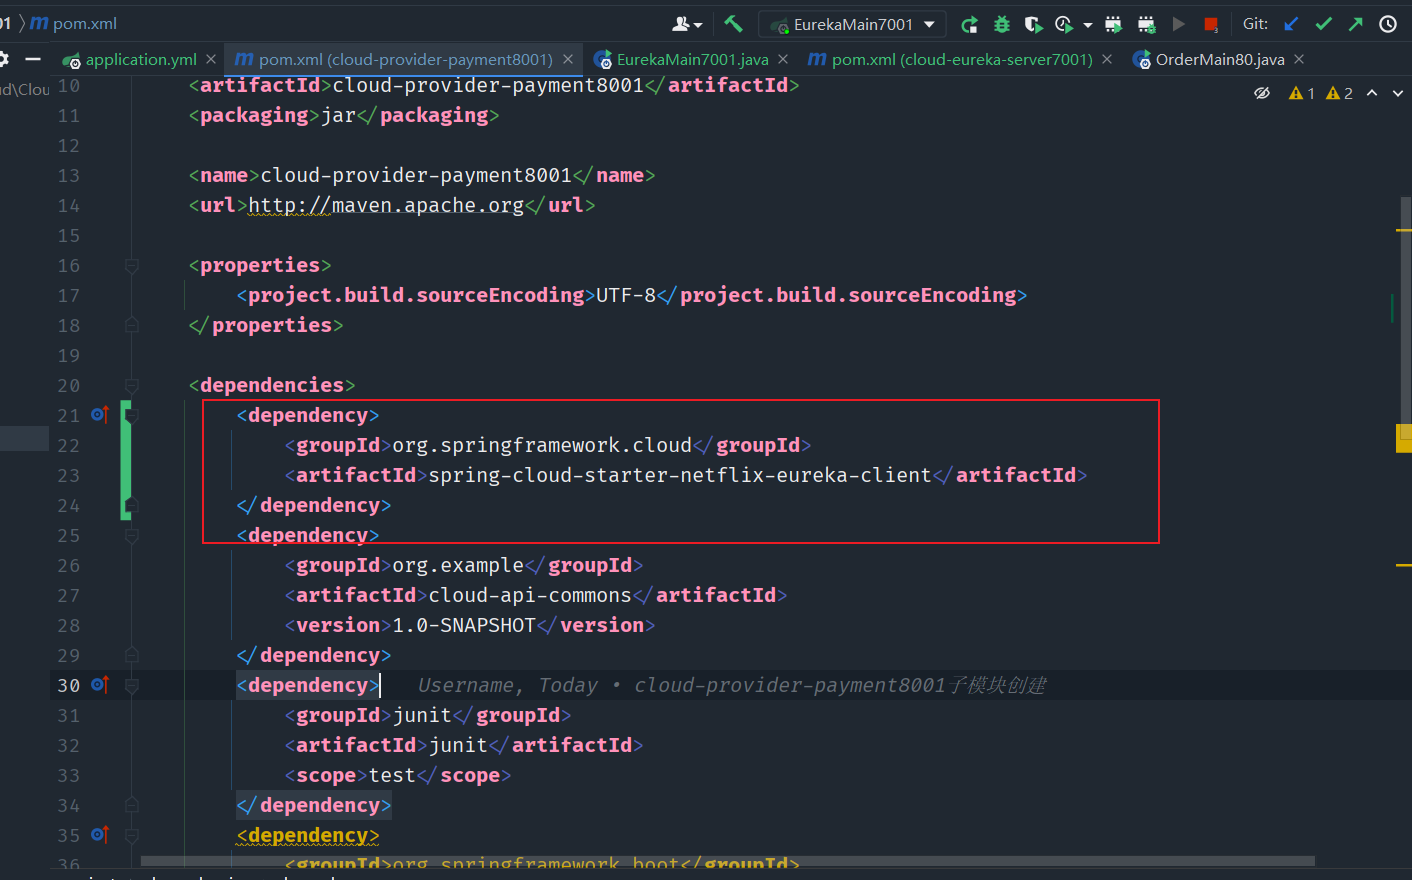 01 〉 m pom.xml EurekaMain7001 Git:
application.yml × m pom.xml (cloud-provider-payment8001) × EurekaMain7001.java × m pom.xml (cloud-eureka-server7001) × OrderMain80.java ×
d\Clou
1 2
10 <artifactId>cloud-provider-payment8001</artifactId>
11 <packaging>jar</packaging>
12
13 <name>cloud-provider-payment8001</name>
14 <url>http://maven.apache.org</url>
15
16 <properties>
17 <project.build.sourceEncoding>UTF-8</project.build.sourceEncoding>
18 </properties>
19
20 <dependencies>
21 <dependency>
22 <groupId>org.springframework.cloud</groupId>
23 <artifactId>spring-cloud-starter-netflix-eureka-client</artifactId>
24 </dependency>
25 <dependency>
26 <groupId>org.example</groupId>
27 <artifactId>cloud-api-commons</artifactId>
28 <version>1.0-SNAPSHOT</version>
29 </dependency>
30 <dependency> Username, Today • cloud-provider-payment8001子模块创建
31 <groupId>junit</groupId>
32 <artifactId>junit</artifactId>
33 <scope>test</scope>
34 </dependency>
35 <dependency>
36 <groupId>org.springframework.boot</groupId>